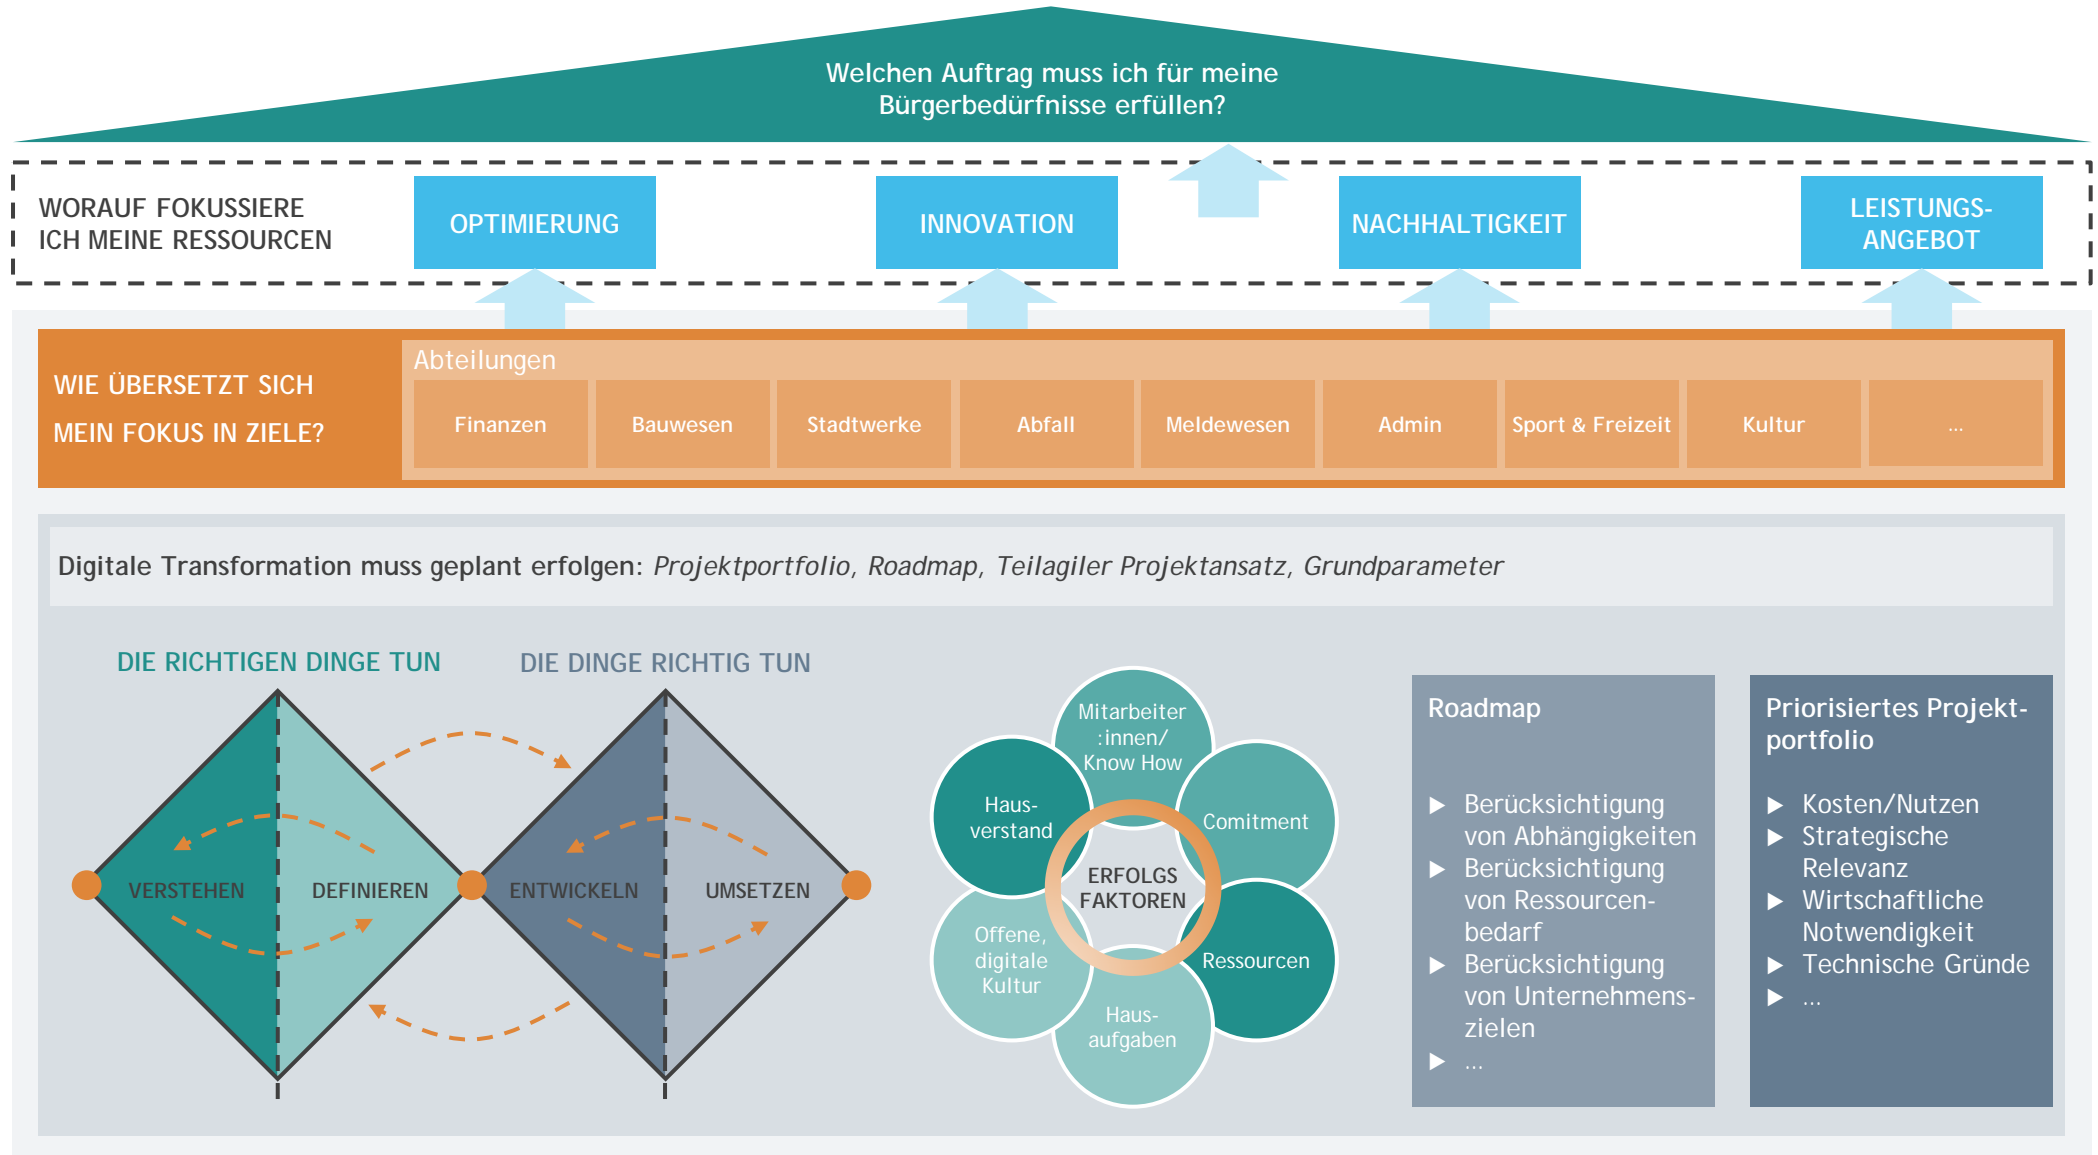 Welchen Auftrag muss ich für meine
Bürgerbedürfnisse erfüllen?
WORAUF FOKUSSIERE
ICH MEINE RESSOURCEN
OPTIMIERUNG
INNOVATION
NACHHALTIGKEIT
LEISTUNGS-
ANGEBOT
WIE ÜBERSETZT SICH
MEIN FOKUS IN ZIELE?
Abteilungen
Finanzen
Bauwesen
Stadtwerke
Abfall
Meldewesen
Admin
Sport & Freizeit
Kultur
...
Digitale Transformation muss geplant erfolgen: Projektportfolio, Roadmap, Teilagiler Projektansatz, Grundparameter
DIE RICHTIGEN DINGE TUN
DIE DINGE RICHTIG TUN
VERSTEHEN
DEFINIEREN
ENTWICKELN
UMSETZEN
Mitarbeiter
:innen/
Know How
Comitment
Ressourcen
Haus-
aufgaben
Offene,
digitale
Kultur
Haus-
verstand
ERFOLGS
FAKTOREN
Roadmap
▶ Berücksichtigung
von Abhängigkeiten
▶ Berücksichtigung
von Ressourcen-
bedarf
▶ Berücksichtigung
von Unternehmens-
zielen
▶ ...
Priorisiertes Projekt-
portfolio
▶ Kosten/Nutzen
▶ Strategische
Relevanz
▶ Wirtschaftliche
Notwendigkeit
▶ Technische Gründe
▶ ...